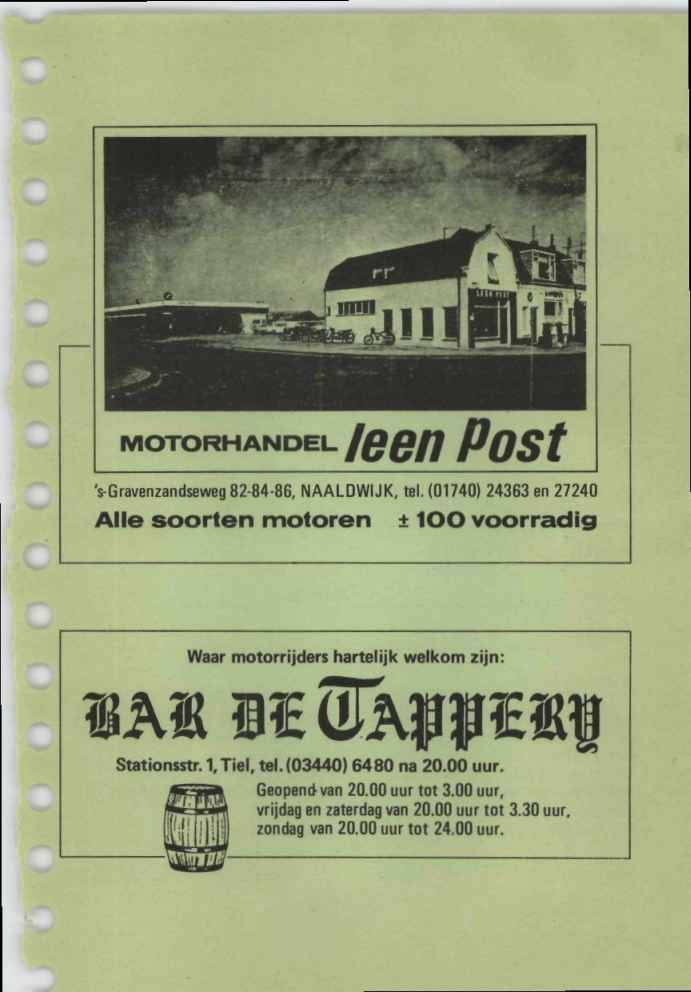 LEEN POST
MOTORHANDEL leen Post
's-Gravenzandseweg 82-84-86, NAALDWIJK, tel. (01740) 24363 en 27240
Alle soorten motoren ± 100 voorradig
Waar motorrijders hartelijk welkom zijn:
BAR DE TAPPERY
Stationsstr. 1, Tiel, tel. (03440) 6480 na 20.00 uur.
Geopend van 20.00 uur tot 3.00 uur,
vrijdag en zaterdag van 20.00 uur tot 3.30 uur,
zondag van 20.00 uur tot 24.00 uur.